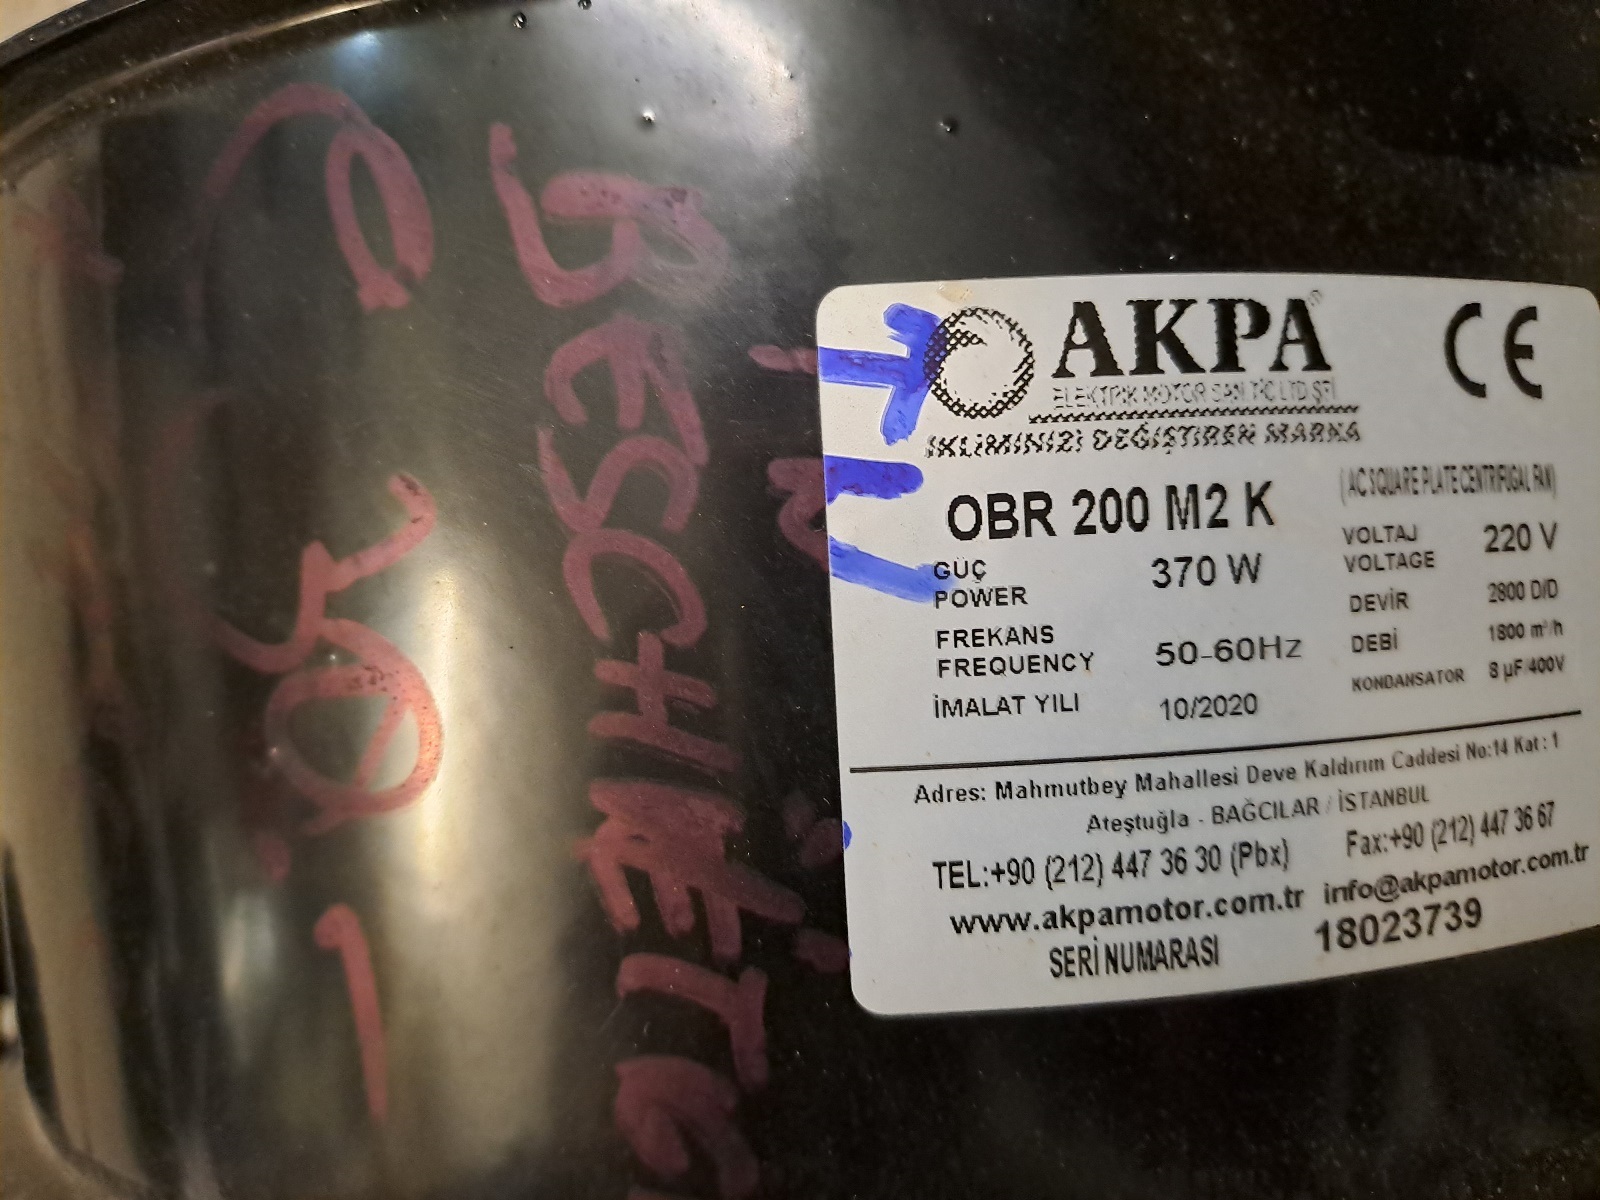 AKPA
ELEKTRİK MOTOR SAN.TİC.LTD.ŞTİ
İKLİMİNİZİ DEĞİŞTİREN MARKA
CE
OBR 200 M2 K
(AC SQUARE PLATE CENTRIFUGAL FAN)
GÜÇ
POWER 370 W
VOLTAJ
VOLTAGE 220 V
DEVİR 2800 D/D
FREKANS
FREQUENCY 50-60Hz
DEBİ 1800 m³/h
KONDANSATOR 8 µF 400V
İMALAT YILI 10/2020
Adres: Mahmutbey Mahallesi Deve Kaldırım Caddesi No:14 Kat: 1
Ateştuğla - BAĞCILAR / İSTANBUL
TEL:+90 (212) 447 36 30 (Pbx) Fax:+90 (212) 447 36 67
www.akpamotor.com.tr info@akpamotor.com.tr
SERİ NUMARASI 18023739